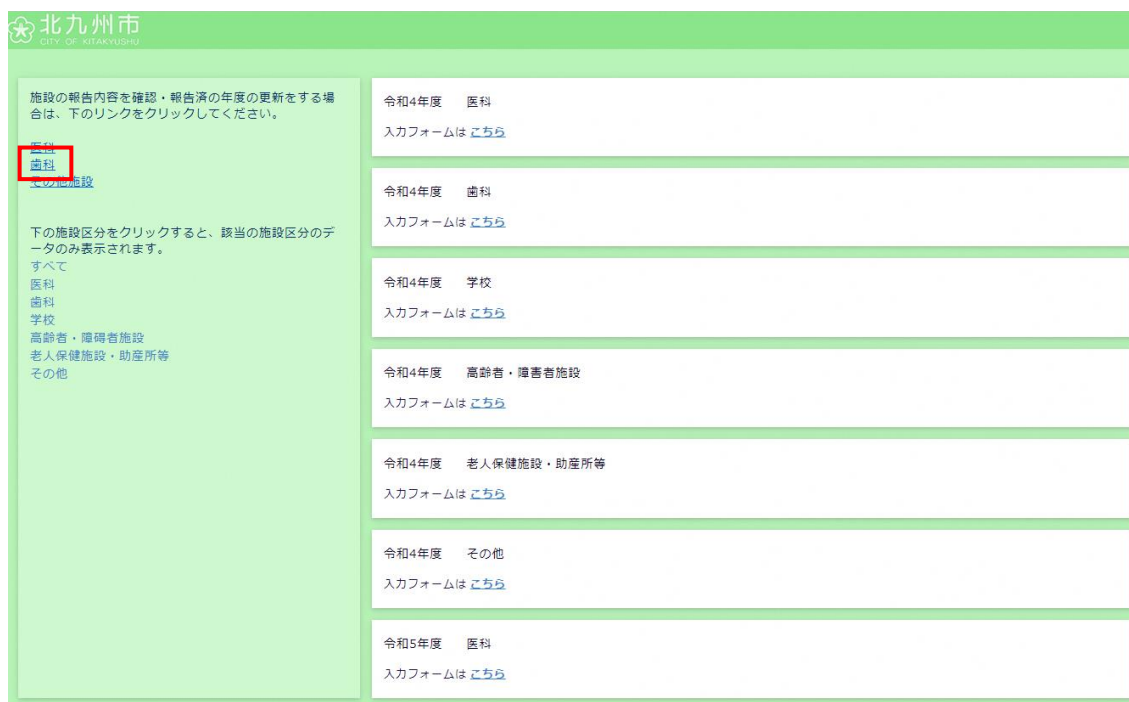 北九州市
CITY OF KITAKYUSHU
施設の報告内容を確認・報告済の年度の更新をする場
合は、下のリンクをクリックしてください。
医科
歯科
その他施設
下の施設区分をクリックすると、該当の施設区分のデ
ータのみ表示されます。
すべて
医科
歯科
学校
高齢者・障碍者施設
老人保健施設・助産所等
その他
令和4年度 医科
入力フォームは こちら
令和4年度 歯科
入力フォームは こちら
令和4年度 学校
入力フォームは こちら
令和4年度 高齢者・障害者施設
入力フォームは こちら
令和4年度 老人保健施設・助産所等
入力フォームは こちら
令和4年度 その他
入力フォームは こちら
令和5年度 医科
入力フォームは こちら